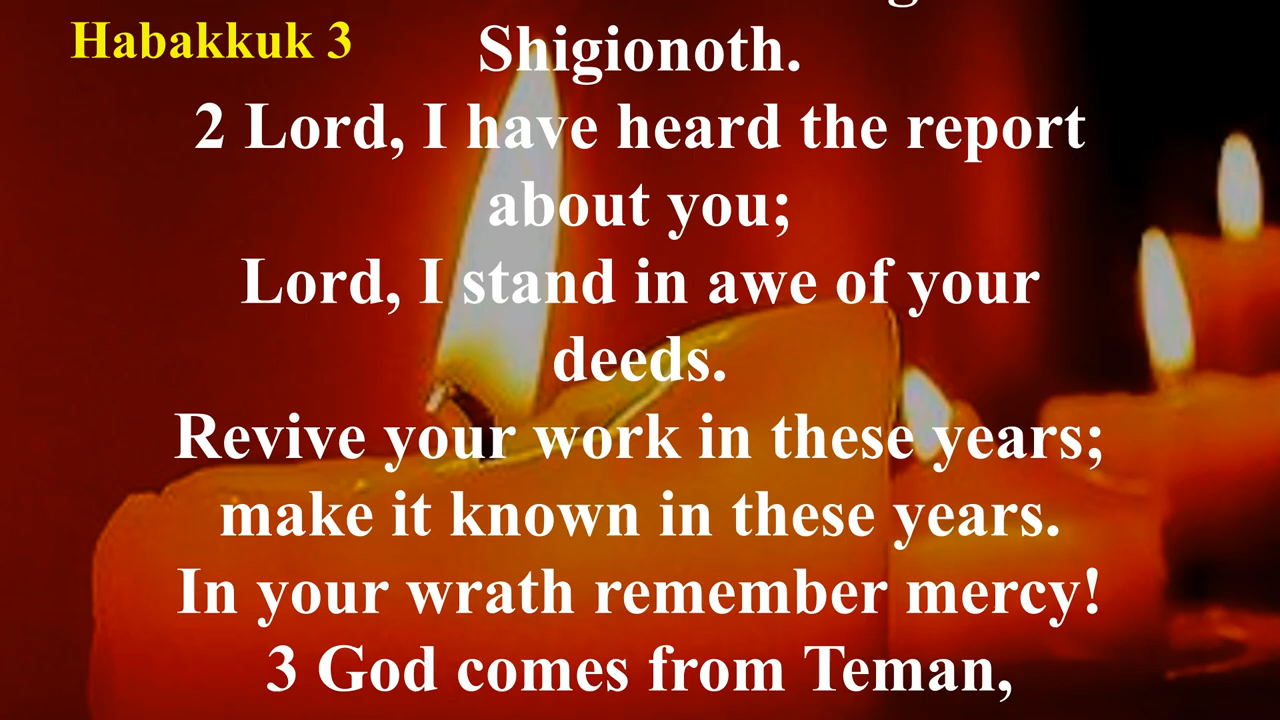 Habakkuk 3
Shigionoth.
2 Lord, I have heard the report
about you;
Lord, I stand in awe of your
deeds.
Revive your work in these years;
make it known in these years.
In your wrath remember mercy!
3 God comes from Teman,